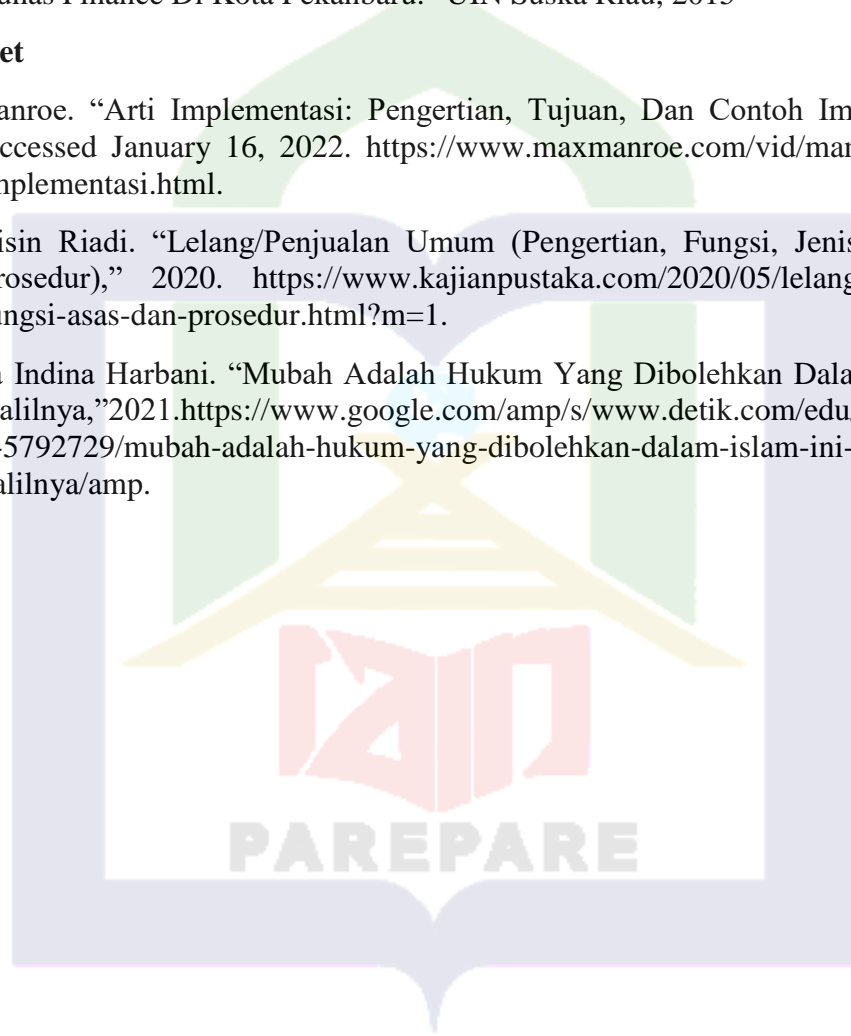 unas Finance Di Kota Pekanbaru.” UIN Suska Riau, 2015
et
anroe. “Arti Implementasi: Pengertian, Tujuan, Dan Contoh Im
ccessed January 16, 2022. https://www.maxmanroe.com/vid/mar
mplementasi.html.
isin Riadi. “Lelang/Penjualan Umum (Pengertian, Fungsi, Jenis
rosedur),” 2020. https://www.kajianpustaka.com/2020/05/lelang
ungsi-asas-dan-prosedur.html?m=1.
a Indina Harbani. “Mubah Adalah Hukum Yang Dibolehkan Dala
alilnya,”2021.https://www.google.com/amp/s/www.detik.com/edu
-5792729/mubah-adalah-hukum-yang-dibolehkan-dalam-islam-ini-
alilnya/amp.
iain
PAREPARE